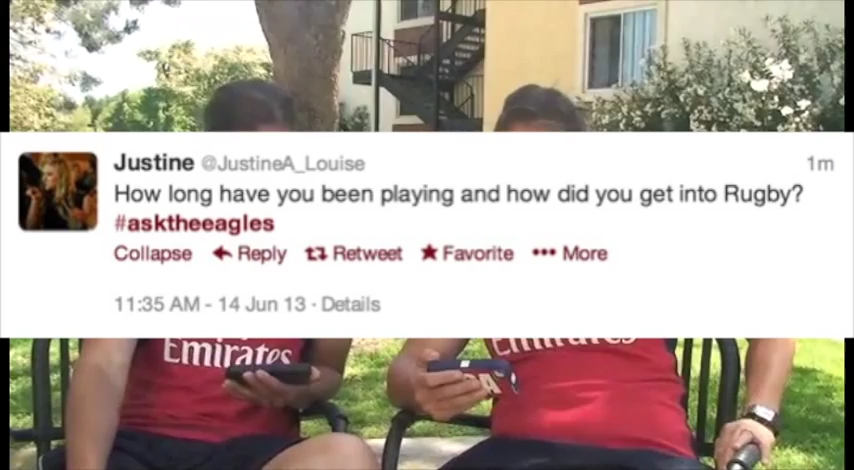 Justine @JustineA_Louise 1m
How long have you been playing and how did you get into Rugby?
#asktheeagles
Collapse Reply Retweet Favorite More
11:35 AM - 14 Jun 13 · Details
Emirates
Emirates